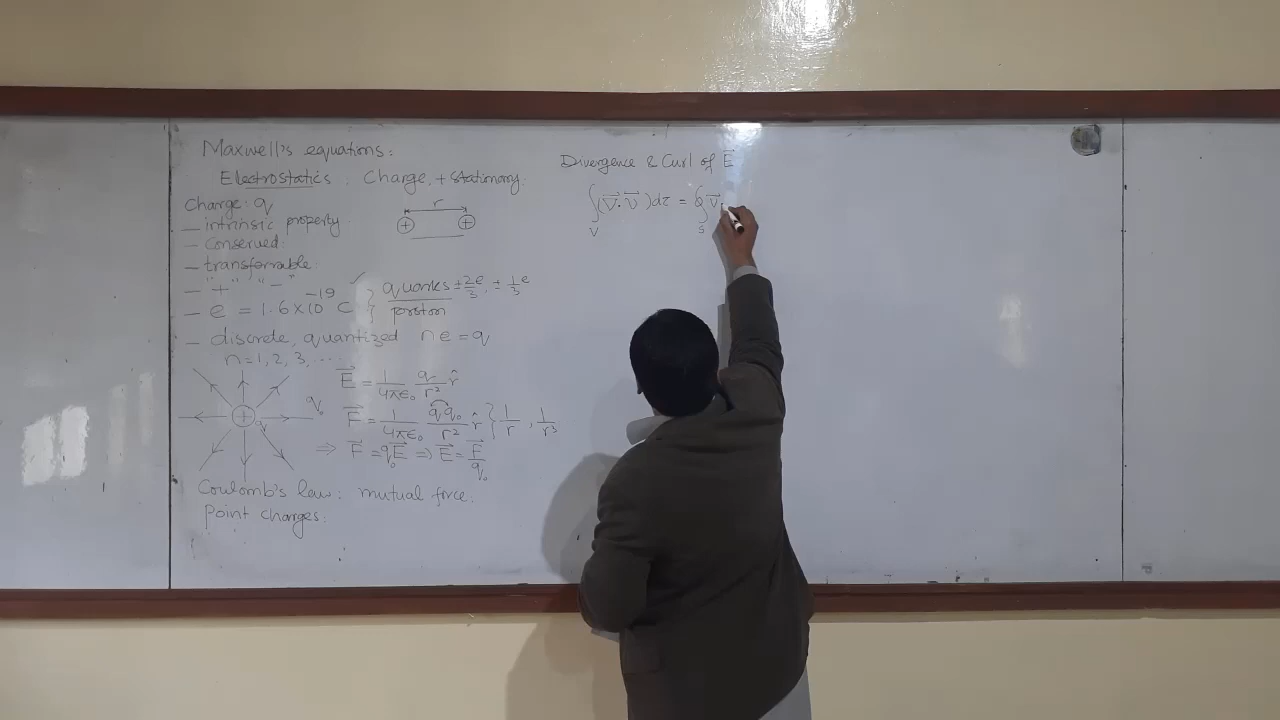 Maxwell's equations:
Electrostatics: Charge, + stationary.
Charge: q
— intrinsic property
r
+ +
— Conserved.
— transferrable.
— "+" "-"
— e = 1.6×10⁻¹⁹ C } quarks ± 2e/3, ± 1/3 e
— discrete, quantized ne = q
n = 1, 2, 3, ....
E⃗ = 1/4πϵ₀ q/r² r̂
q₀
+ q
F⃗ = 1/4πϵ₀ qq₀/r² r̂ } 1/r , 1/r³
⇒ F⃗ = q₀E⃗ ⇒ E⃗ = F⃗/q₀
Coulomb's law: mutual force.
Point Charges.
Divergence & Curl of E⃗
∫ᵥ (∇⃗·v⃗) dτ = ∮ₛ v⃗